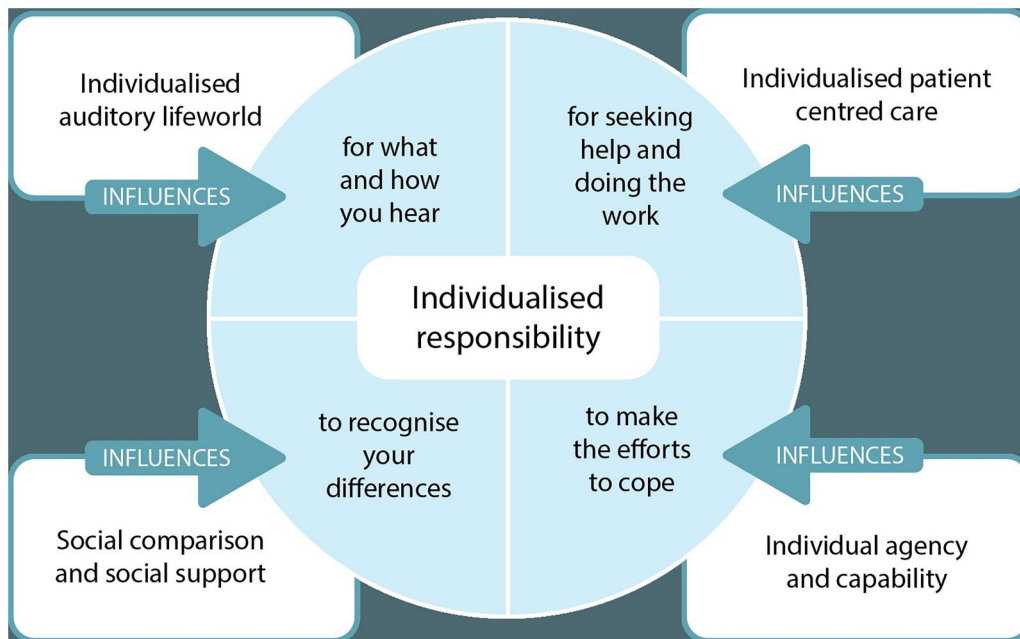 Individualised
auditory lifeworld
INFLUENCES
for what
and how
you hear
for seeking
help and
doing the
work
Individualised patient
centred care
INFLUENCES
Individualised
responsibility
INFLUENCES
Social comparison
and social support
to recognise
your
differences
to make
the efforts
to cope
INFLUENCES
Individual agency
and capability